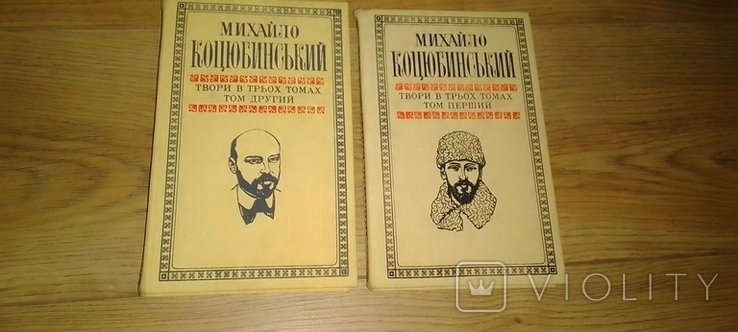 МИХАЙЛО
КОЦЮБИНСЬКИЙ
ТВОРИ В ТРЬОХ ТОМАХ
ТОМ ДРУГИЙ
МИХАЙЛО
КОЦЮБИНСЬКИЙ
ТВОРИ В ТРЬОХ ТОМАХ
ТОМ ПЕРШИЙ
VIOLITY